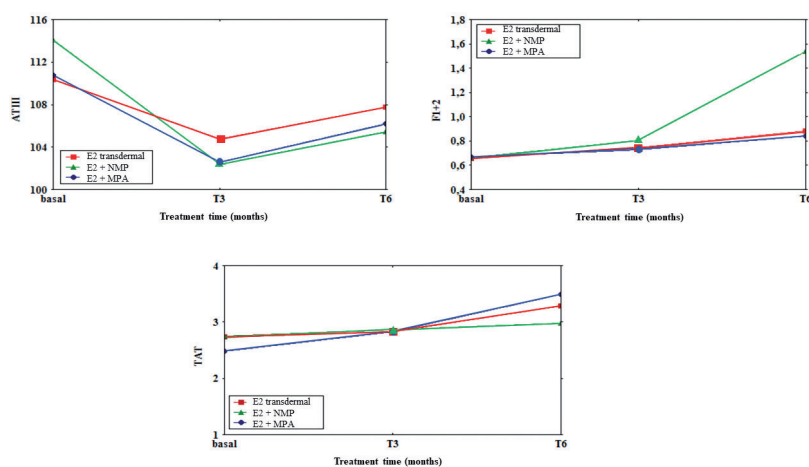 116
112
108
104
100
ATIII
E2 transdermal
E2 + NMP
E2 + MPA
basal
T3
T6
Treatment time (months)
1,8
1,6
1,4
1,2
1,0
0,8
0,6
0,4
F1+2
E2 transdermal
E2 + NMP
E2 + MPA
basal
T3
T6
Treatment time (months)
4
3
2
1
TAT
E2 transdermal
E2 + NMP
E2 + MPA
basal
T3
T6
Treatment time (months)